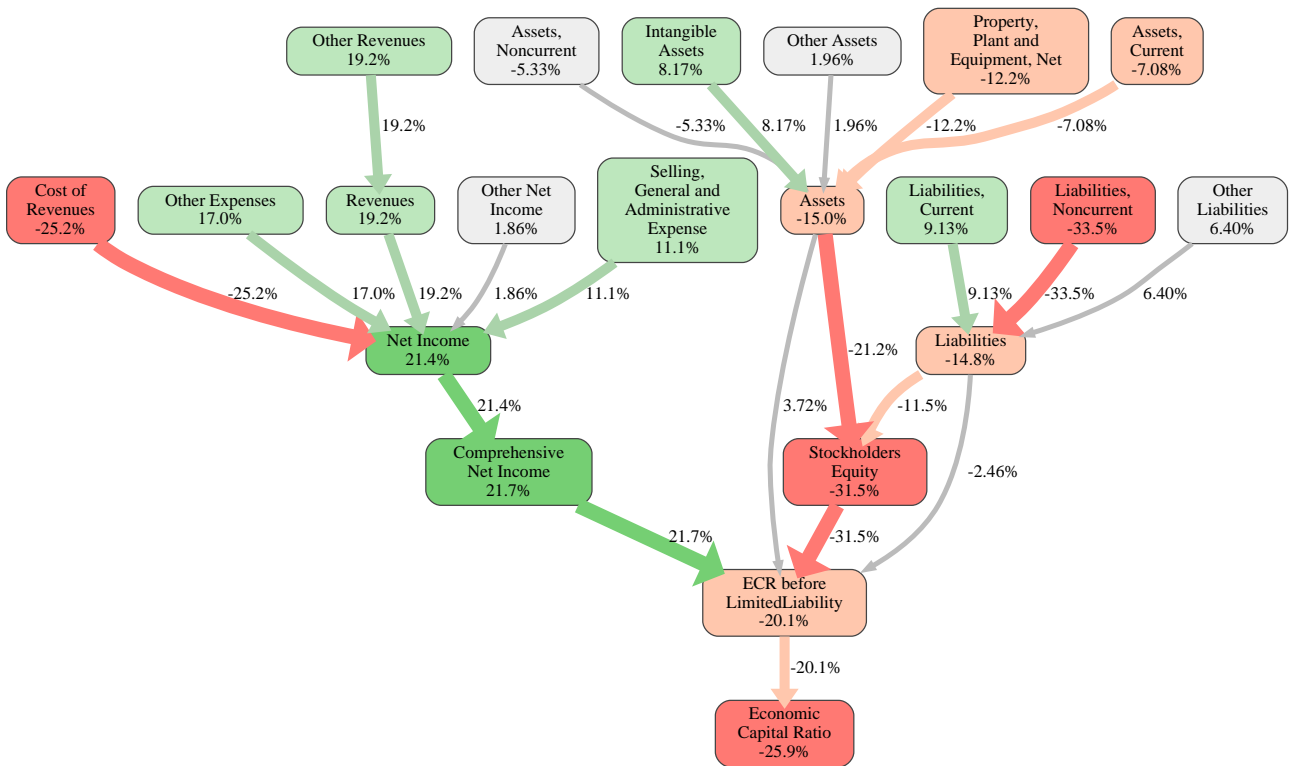 Other Revenues
19.2%
Assets,
Noncurrent
-5.33%
Intangible
Assets
8.17%
Other Assets
1.96%
Property,
Plant and
Equipment, Net
-12.2%
Assets,
Current
-7.08%
19.2%
-5.33%
8.17%
1.96%
-12.2%
-7.08%
Cost of
Revenues
-25.2%
Other Expenses
17.0%
Revenues
19.2%
Other Net
Income
1.86%
Selling,
General and
Administrative
Expense
11.1%
Assets
-15.0%
Liabilities,
Current
9.13%
Liabilities,
Noncurrent
-33.5%
Other
Liabilities
6.40%
-25.2%
17.0%
19.2%
1.86%
11.1%
9.13%
-33.5%
6.40%
Net Income
21.4%
-21.2%
Liabilities
-14.8%
21.4%
3.72%
-11.5%
Comprehensive
Net Income
21.7%
Stockholders
Equity
-31.5%
-2.46%
21.7%
-31.5%
ECR before
LimitedLiability
-20.1%
-20.1%
Economic
Capital Ratio
-25.9%